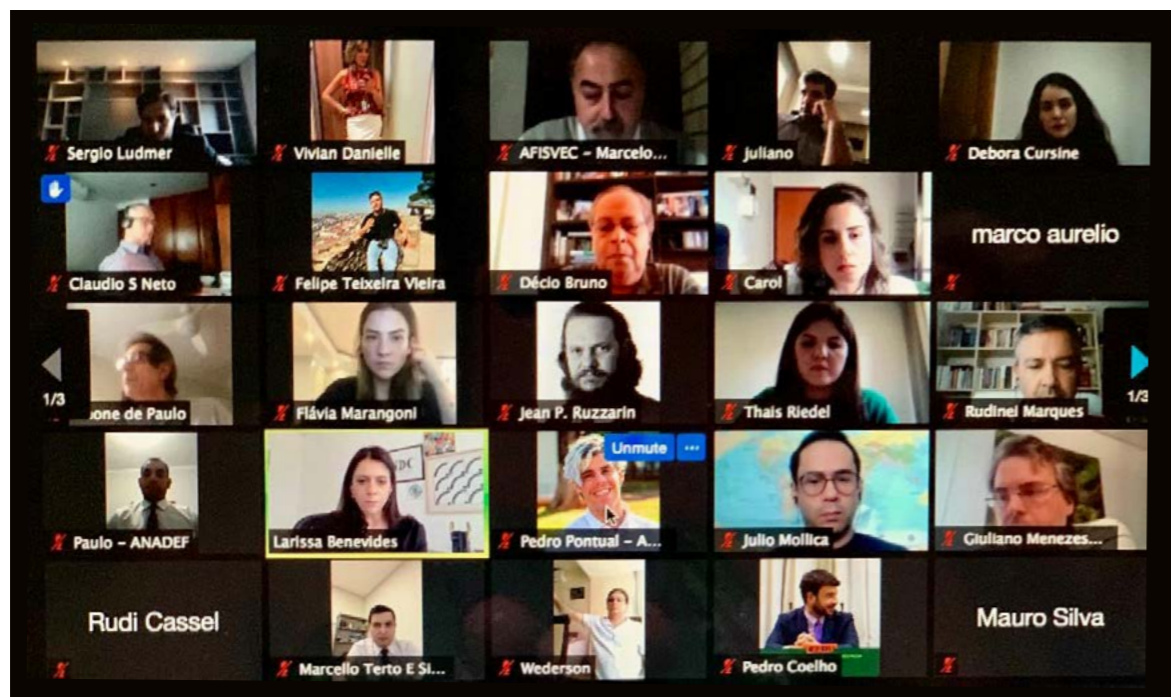 Sergio Ludmer
Vivian Danielle
AFISVEC – Marcelo...
juliano
Debora Cursine
Claudio S Neto
Felipe Teixeira Vieira
Décio Bruno
Carol
marco aurelio
1/3
one de Paulo
Flávia Marangoni
Jean P. Ruzzarin
Thais Riedel
Rudinei Marques
1/3
Paulo – ANADEF
Larissa Benevides
Unmute ...
Pedro Pontual – A...
Julio Mollica
Giuliano Menezes...
Rudi Cassel
Marcello Terto E Si...
Wederson
Pedro Coelho
Mauro Silva